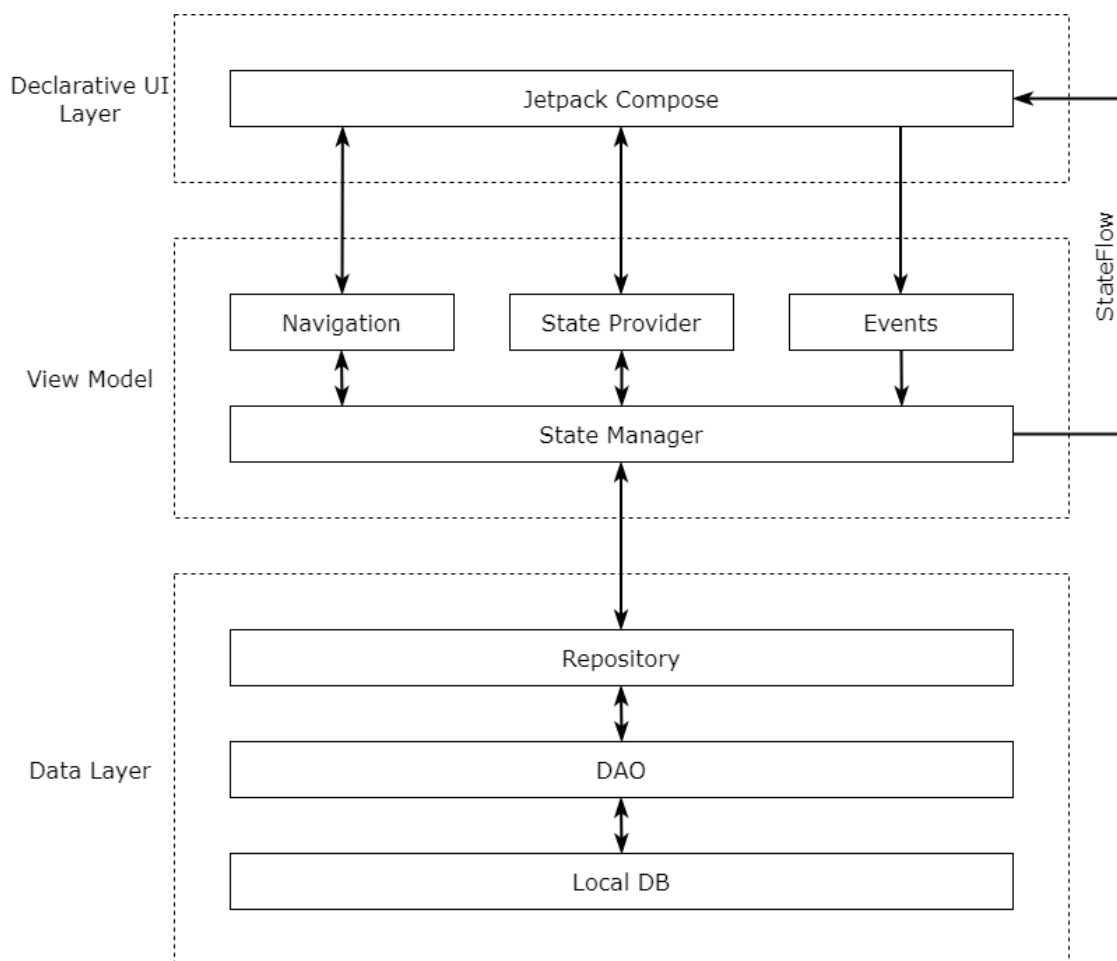 Declarative UI
Layer
Jetpack Compose
StateFlow
Navigation
State Provider
Events
View Model
State Manager
Repository
Data Layer
DAO
Local DB